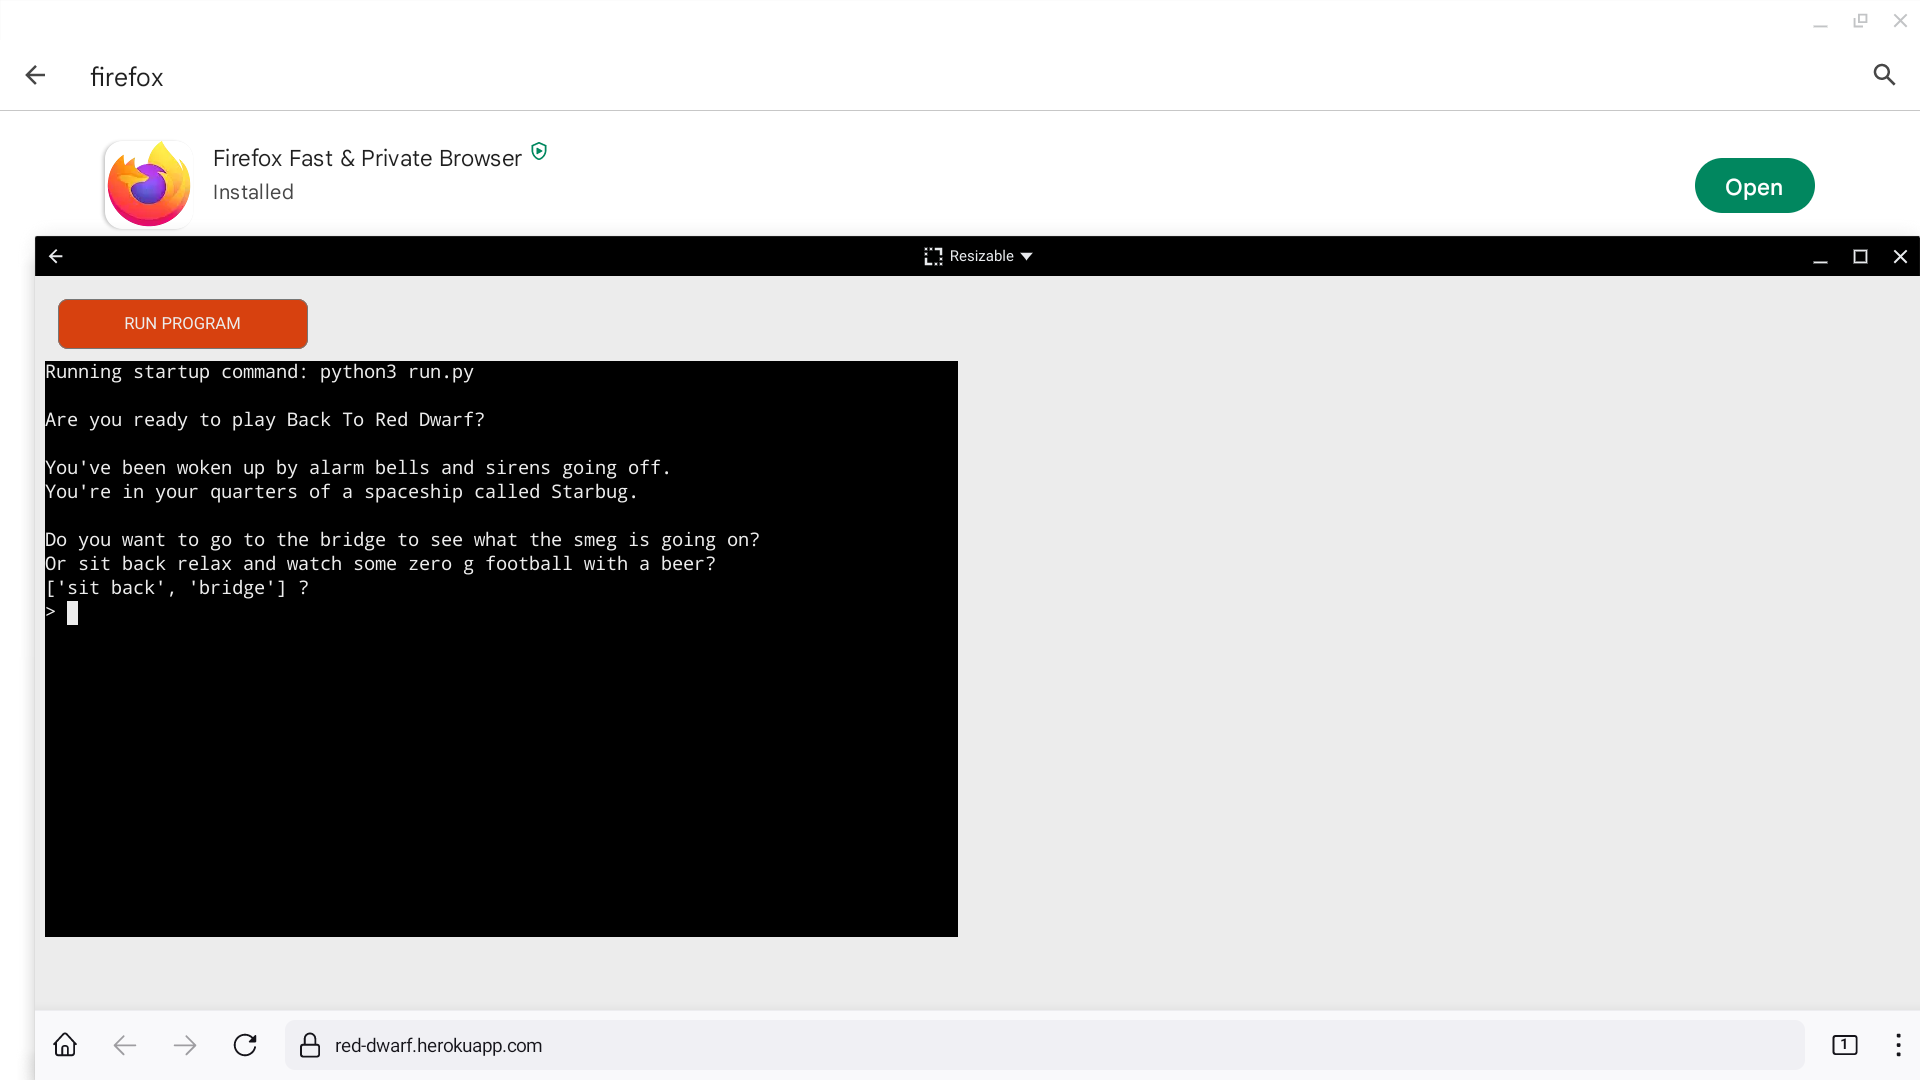 firefox
Firefox Fast & Private Browser
Installed
Open
Resizable
RUN PROGRAM
Running startup command: python3 run.py
Are you ready to play Back To Red Dwarf?
You've been woken up by alarm bells and sirens going off.
You're in your quarters of a spaceship called Starbug.
Do you want to go to the bridge to see what the smeg is going on?
Or sit back relax and watch some zero g football with a beer?
['sit back', 'bridge'] ?
>
red-dwarf.herokuapp.com
1